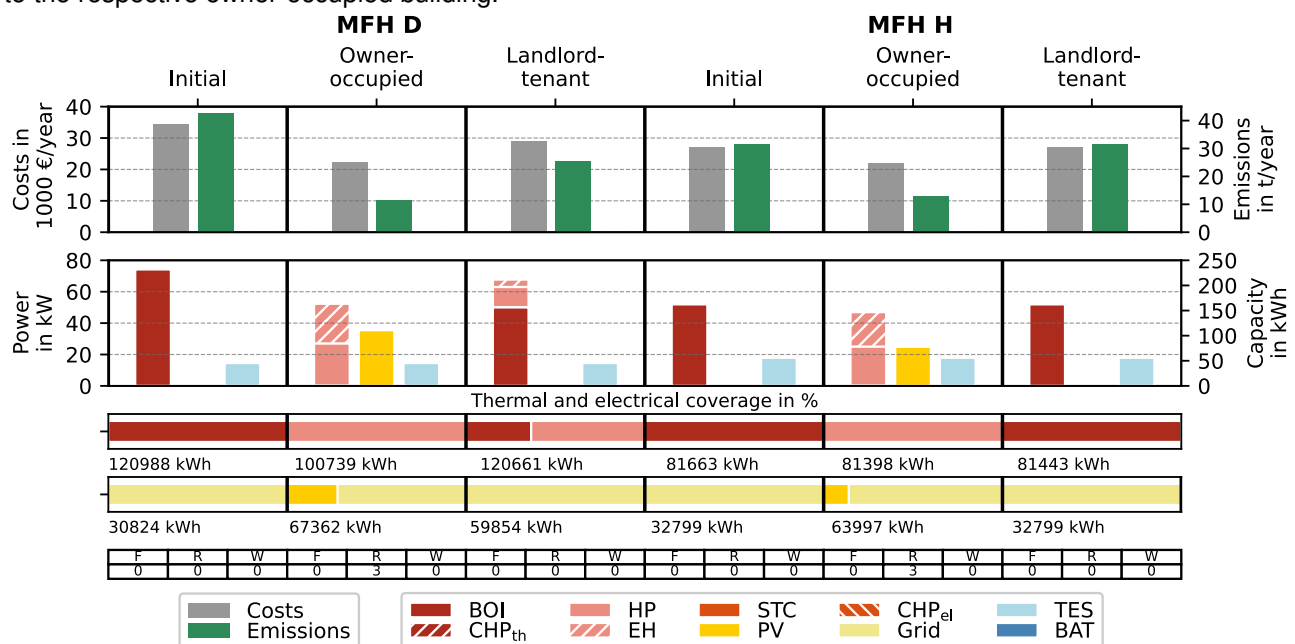 to the respective owner-occupied building.
MFH D MFH H
Initial Owner- Landlord- Initial Owner- Landlord-
occupied tenant occupied tenant
Costs in
1000 €/year
40
30
20
10
0
40
30
20
10
0
Emissions
in t/year
Power
in kW
80
60
40
20
0
250
200
150
100
50
0
Capacity
in kWh
Thermal and electrical coverage in %
120988 kWh 100739 kWh 120661 kWh 81663 kWh 81398 kWh 81443 kWh
30824 kWh 67362 kWh 59854 kWh 32799 kWh 63997 kWh 32799 kWh
F R W F R W F R W F R W F R W F R W
0 0 0 0 3 0 0 0 0 0 0 0 0 3 0 0 0 0
Costs BOI HP STC CHPel TES
Emissions CHPth EH PV Grid BAT